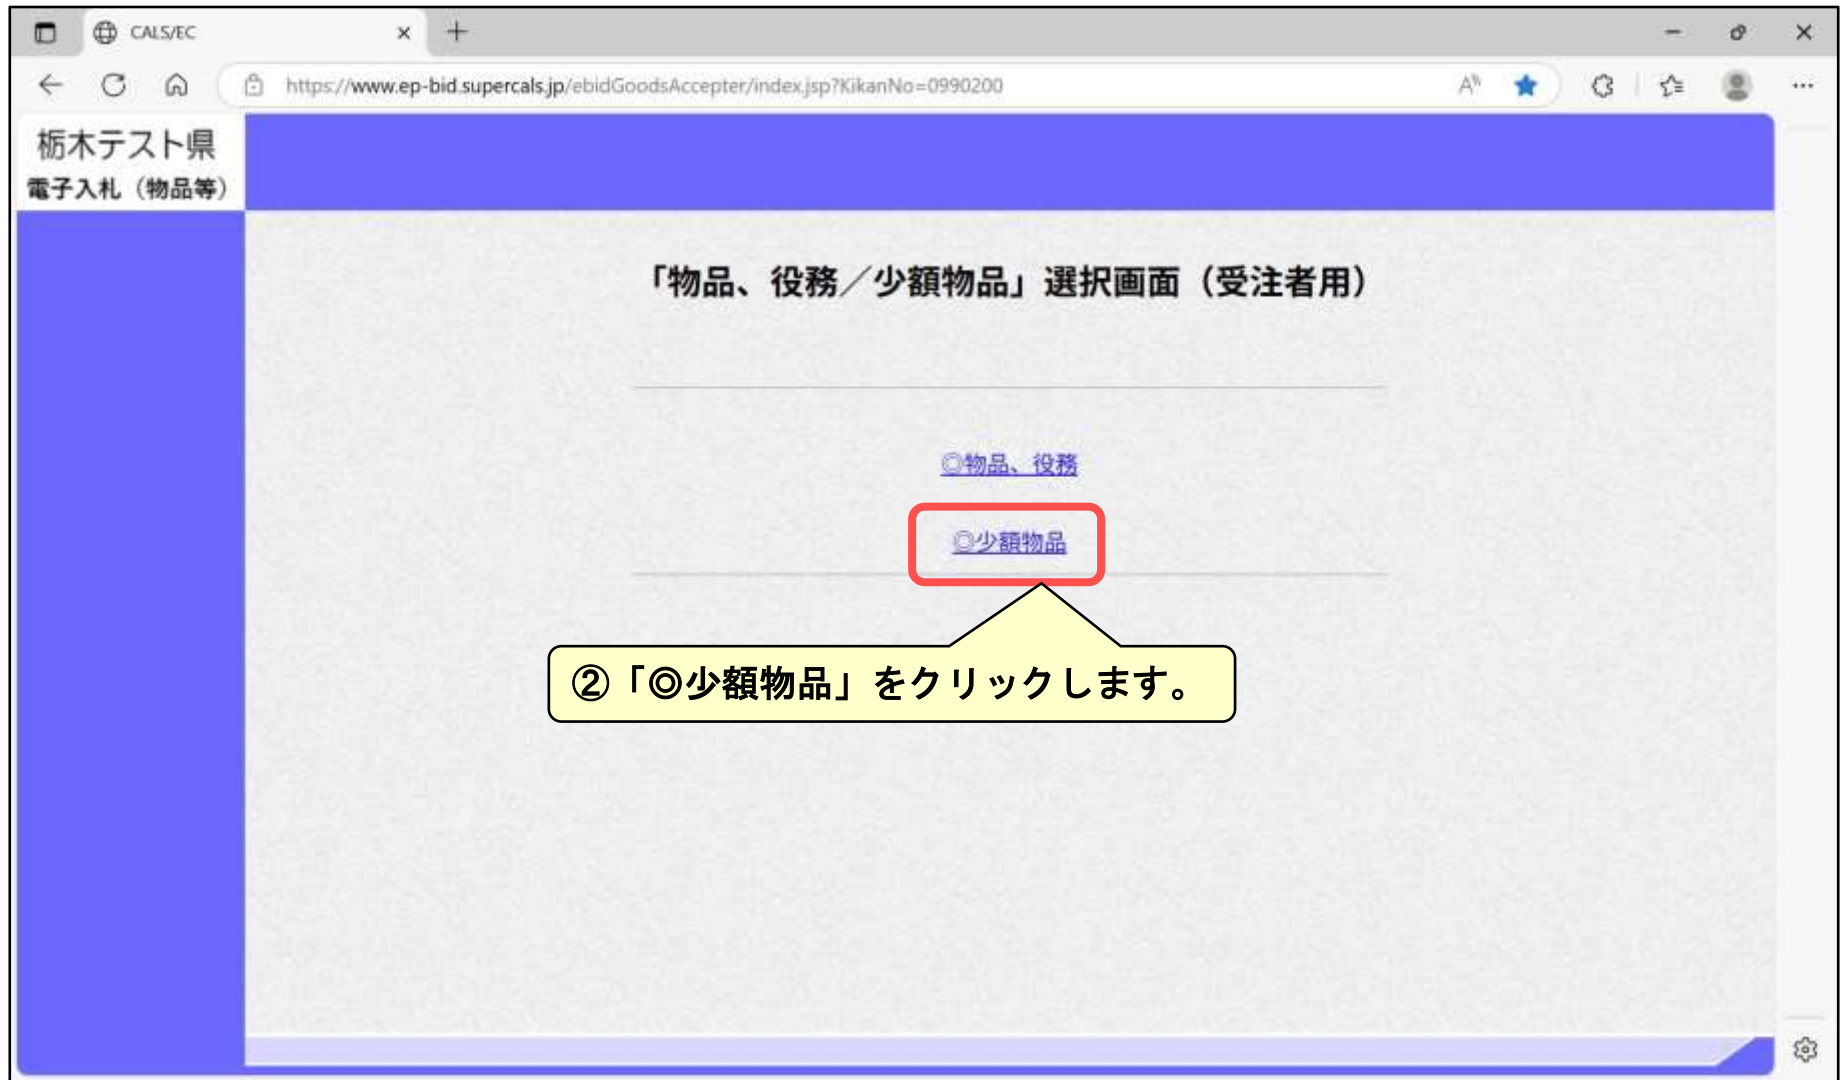 CALS/EC
https://www.ep-bid.supercals.jp/ebidGoodsAccepter/index.jsp?KikanNo=0990200
栃木テスト県
電子入札（物品等）
「物品、役務／少額物品」選択画面（受注者用）
◎物品、役務
◎少額物品
②「◎少額物品」をクリックします。